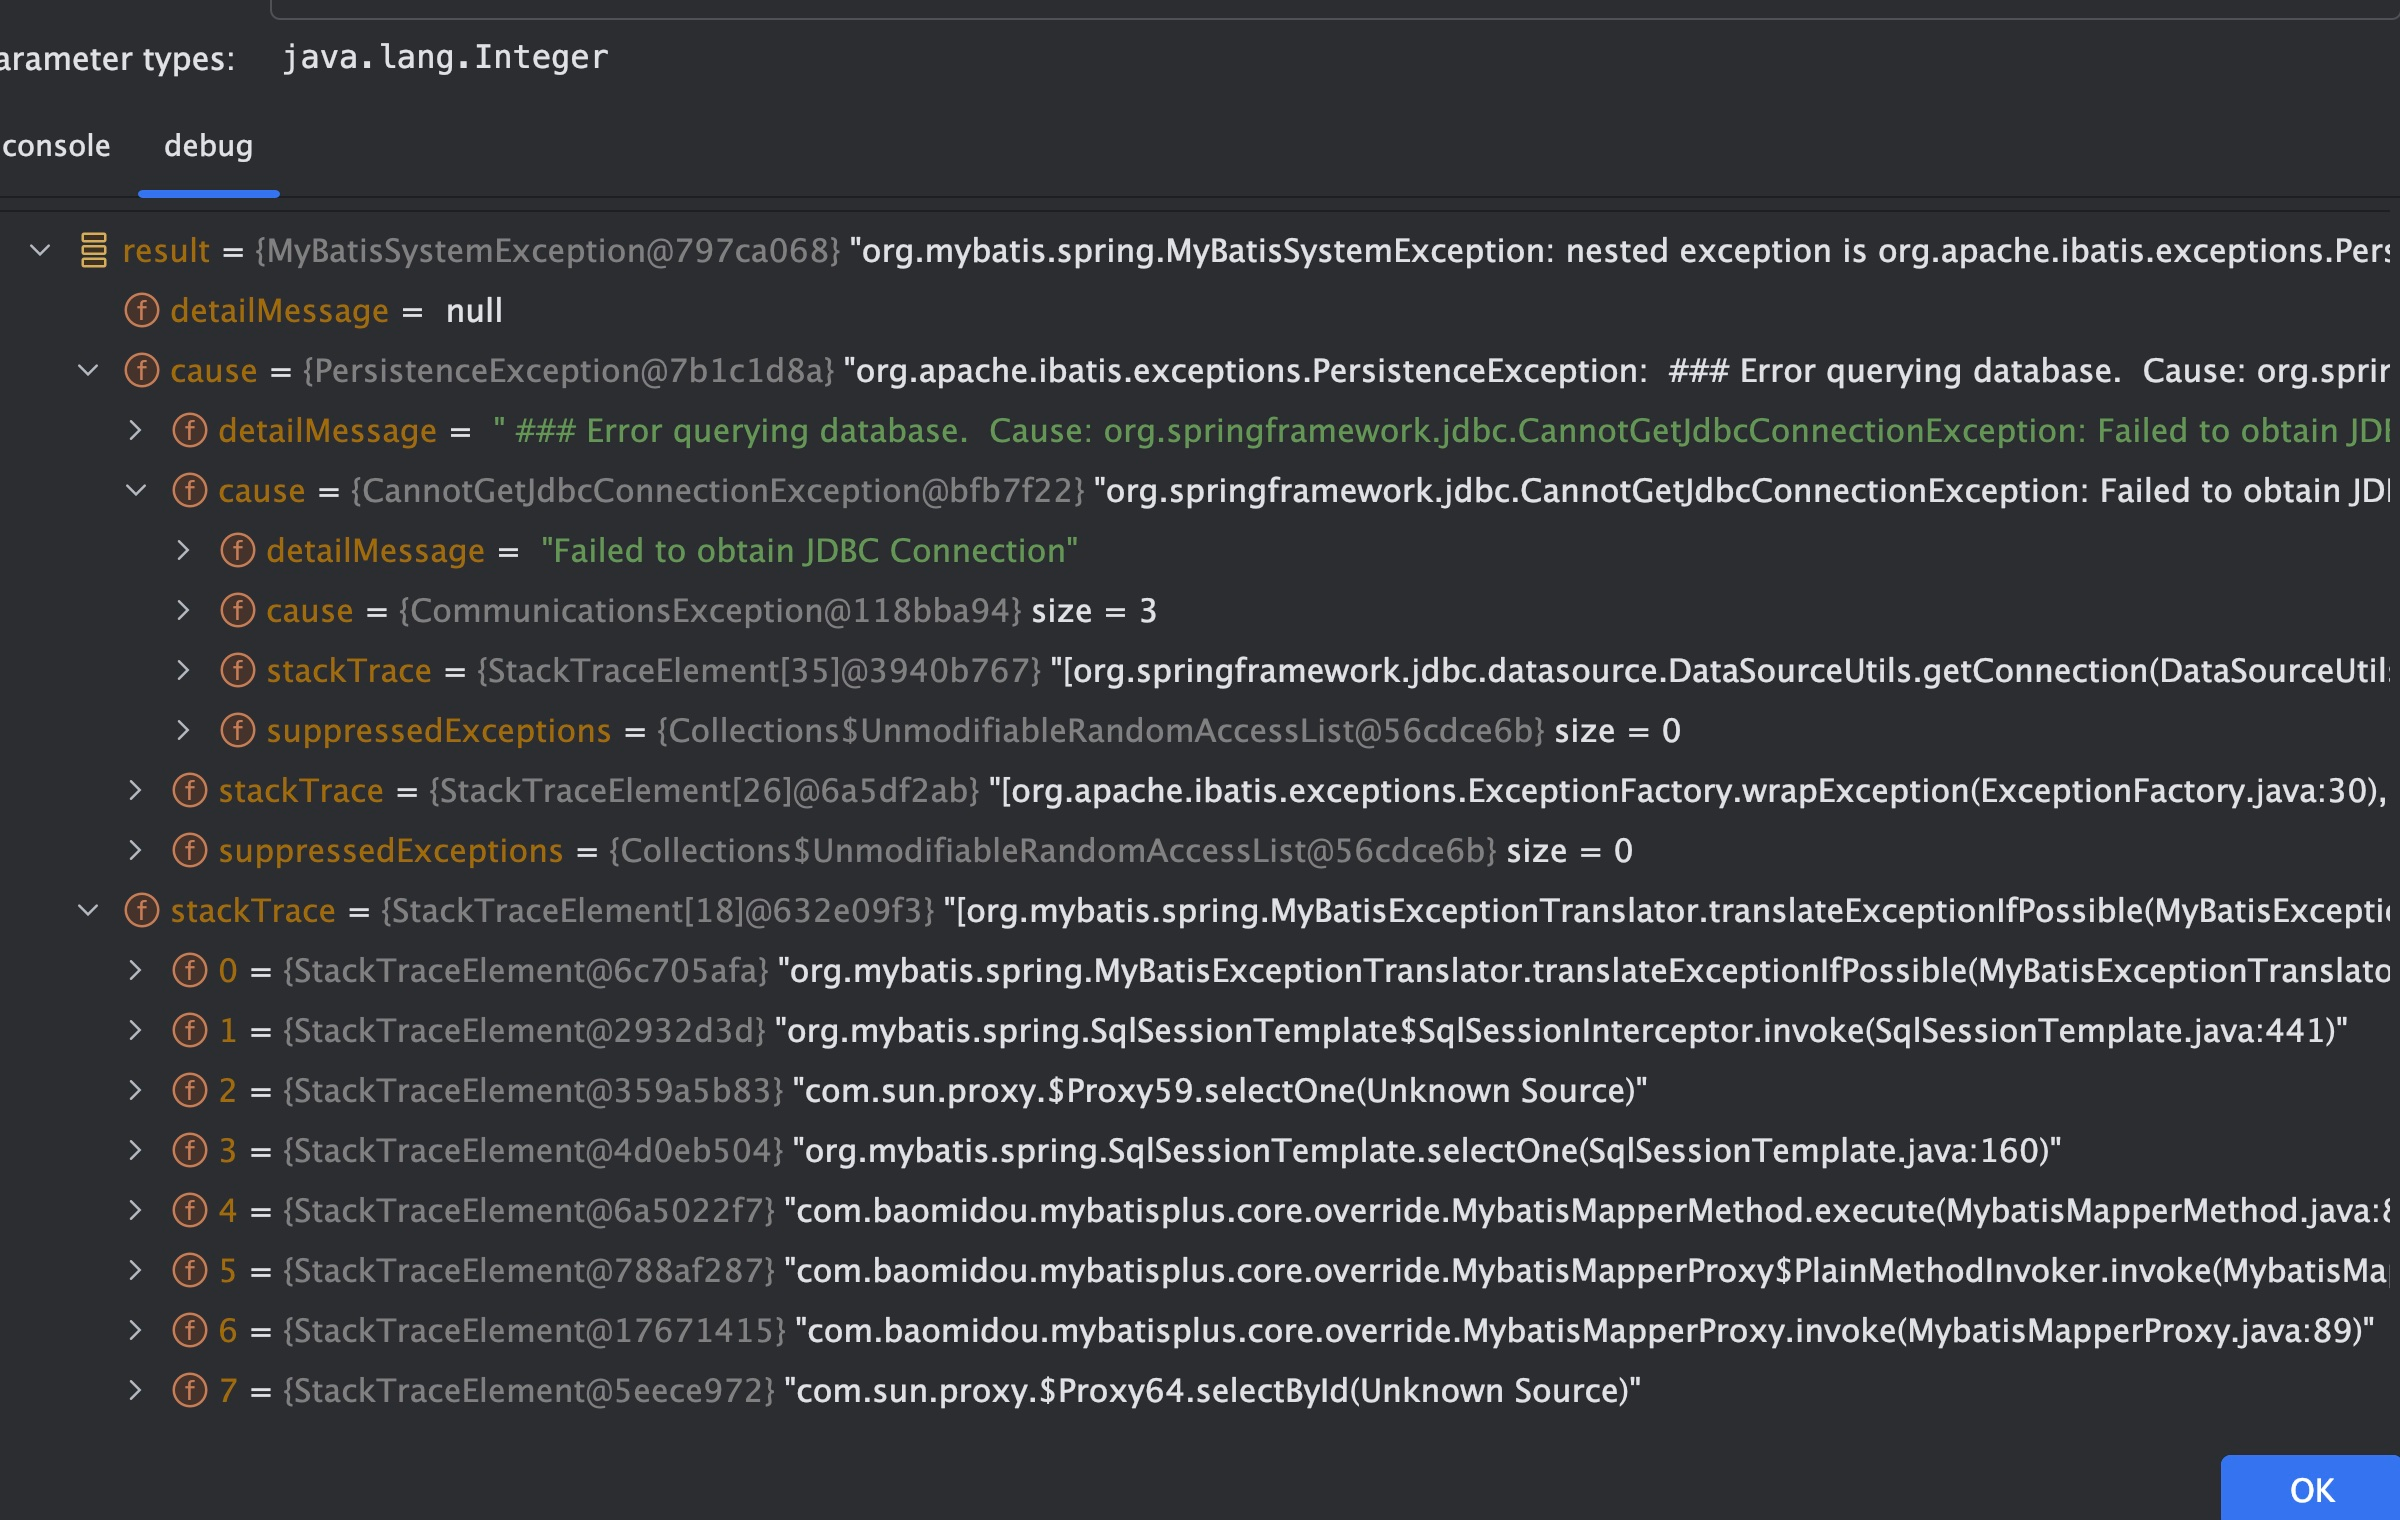 arameter types: java.lang.Integer
console debug
result = {MyBatisSystemException@797ca068} "org.mybatis.spring.MyBatisSystemException: nested exception is org.apache.ibatis.exceptions.Pers
f detailMessage = null
f cause = {PersistenceException@7b1c1d8a} "org.apache.ibatis.exceptions.PersistenceException: ### Error querying database. Cause: org.sprin
f detailMessage = " ### Error querying database. Cause: org.springframework.jdbc.CannotGetJdbcConnectionException: Failed to obtain JDB
f cause = {CannotGetJdbcConnectionException@bfb7f22} "org.springframework.jdbc.CannotGetJdbcConnectionException: Failed to obtain JD
f detailMessage = "Failed to obtain JDBC Connection"
f cause = {CommunicationsException@118bba94} size = 3
f stackTrace = {StackTraceElement[35]@3940b767} "[org.springframework.jdbc.datasource.DataSourceUtils.getConnection(DataSourceUtils
f suppressedExceptions = {Collections$UnmodifiableRandomAccessList@56cdce6b} size = 0
f stackTrace = {StackTraceElement[26]@6a5df2ab} "[org.apache.ibatis.exceptions.ExceptionFactory.wrapException(ExceptionFactory.java:30),
f suppressedExceptions = {Collections$UnmodifiableRandomAccessList@56cdce6b} size = 0
f stackTrace = {StackTraceElement[18]@632e09f3} "[org.mybatis.spring.MyBatisExceptionTranslator.translateExceptionIfPossible(MyBatisExceptio
f 0 = {StackTraceElement@6c705afa} "org.mybatis.spring.MyBatisExceptionTranslator.translateExceptionIfPossible(MyBatisExceptionTranslato
f 1 = {StackTraceElement@2932d3d} "org.mybatis.spring.SqlSessionTemplate$SqlSessionInterceptor.invoke(SqlSessionTemplate.java:441)"
f 2 = {StackTraceElement@359a5b83} "com.sun.proxy.$Proxy59.selectOne(Unknown Source)"
f 3 = {StackTraceElement@4d0eb504} "org.mybatis.spring.SqlSessionTemplate.selectOne(SqlSessionTemplate.java:160)"
f 4 = {StackTraceElement@6a5022f7} "com.baomidou.mybatisplus.core.override.MybatisMapperMethod.execute(MybatisMapperMethod.java:8
f 5 = {StackTraceElement@788af287} "com.baomidou.mybatisplus.core.override.MybatisMapperProxy$PlainMethodInvoker.invoke(MybatisMap
f 6 = {StackTraceElement@17671415} "com.baomidou.mybatisplus.core.override.MybatisMapperProxy.invoke(MybatisMapperProxy.java:89)"
f 7 = {StackTraceElement@5eece972} "com.sun.proxy.$Proxy64.selectById(Unknown Source)"
OK